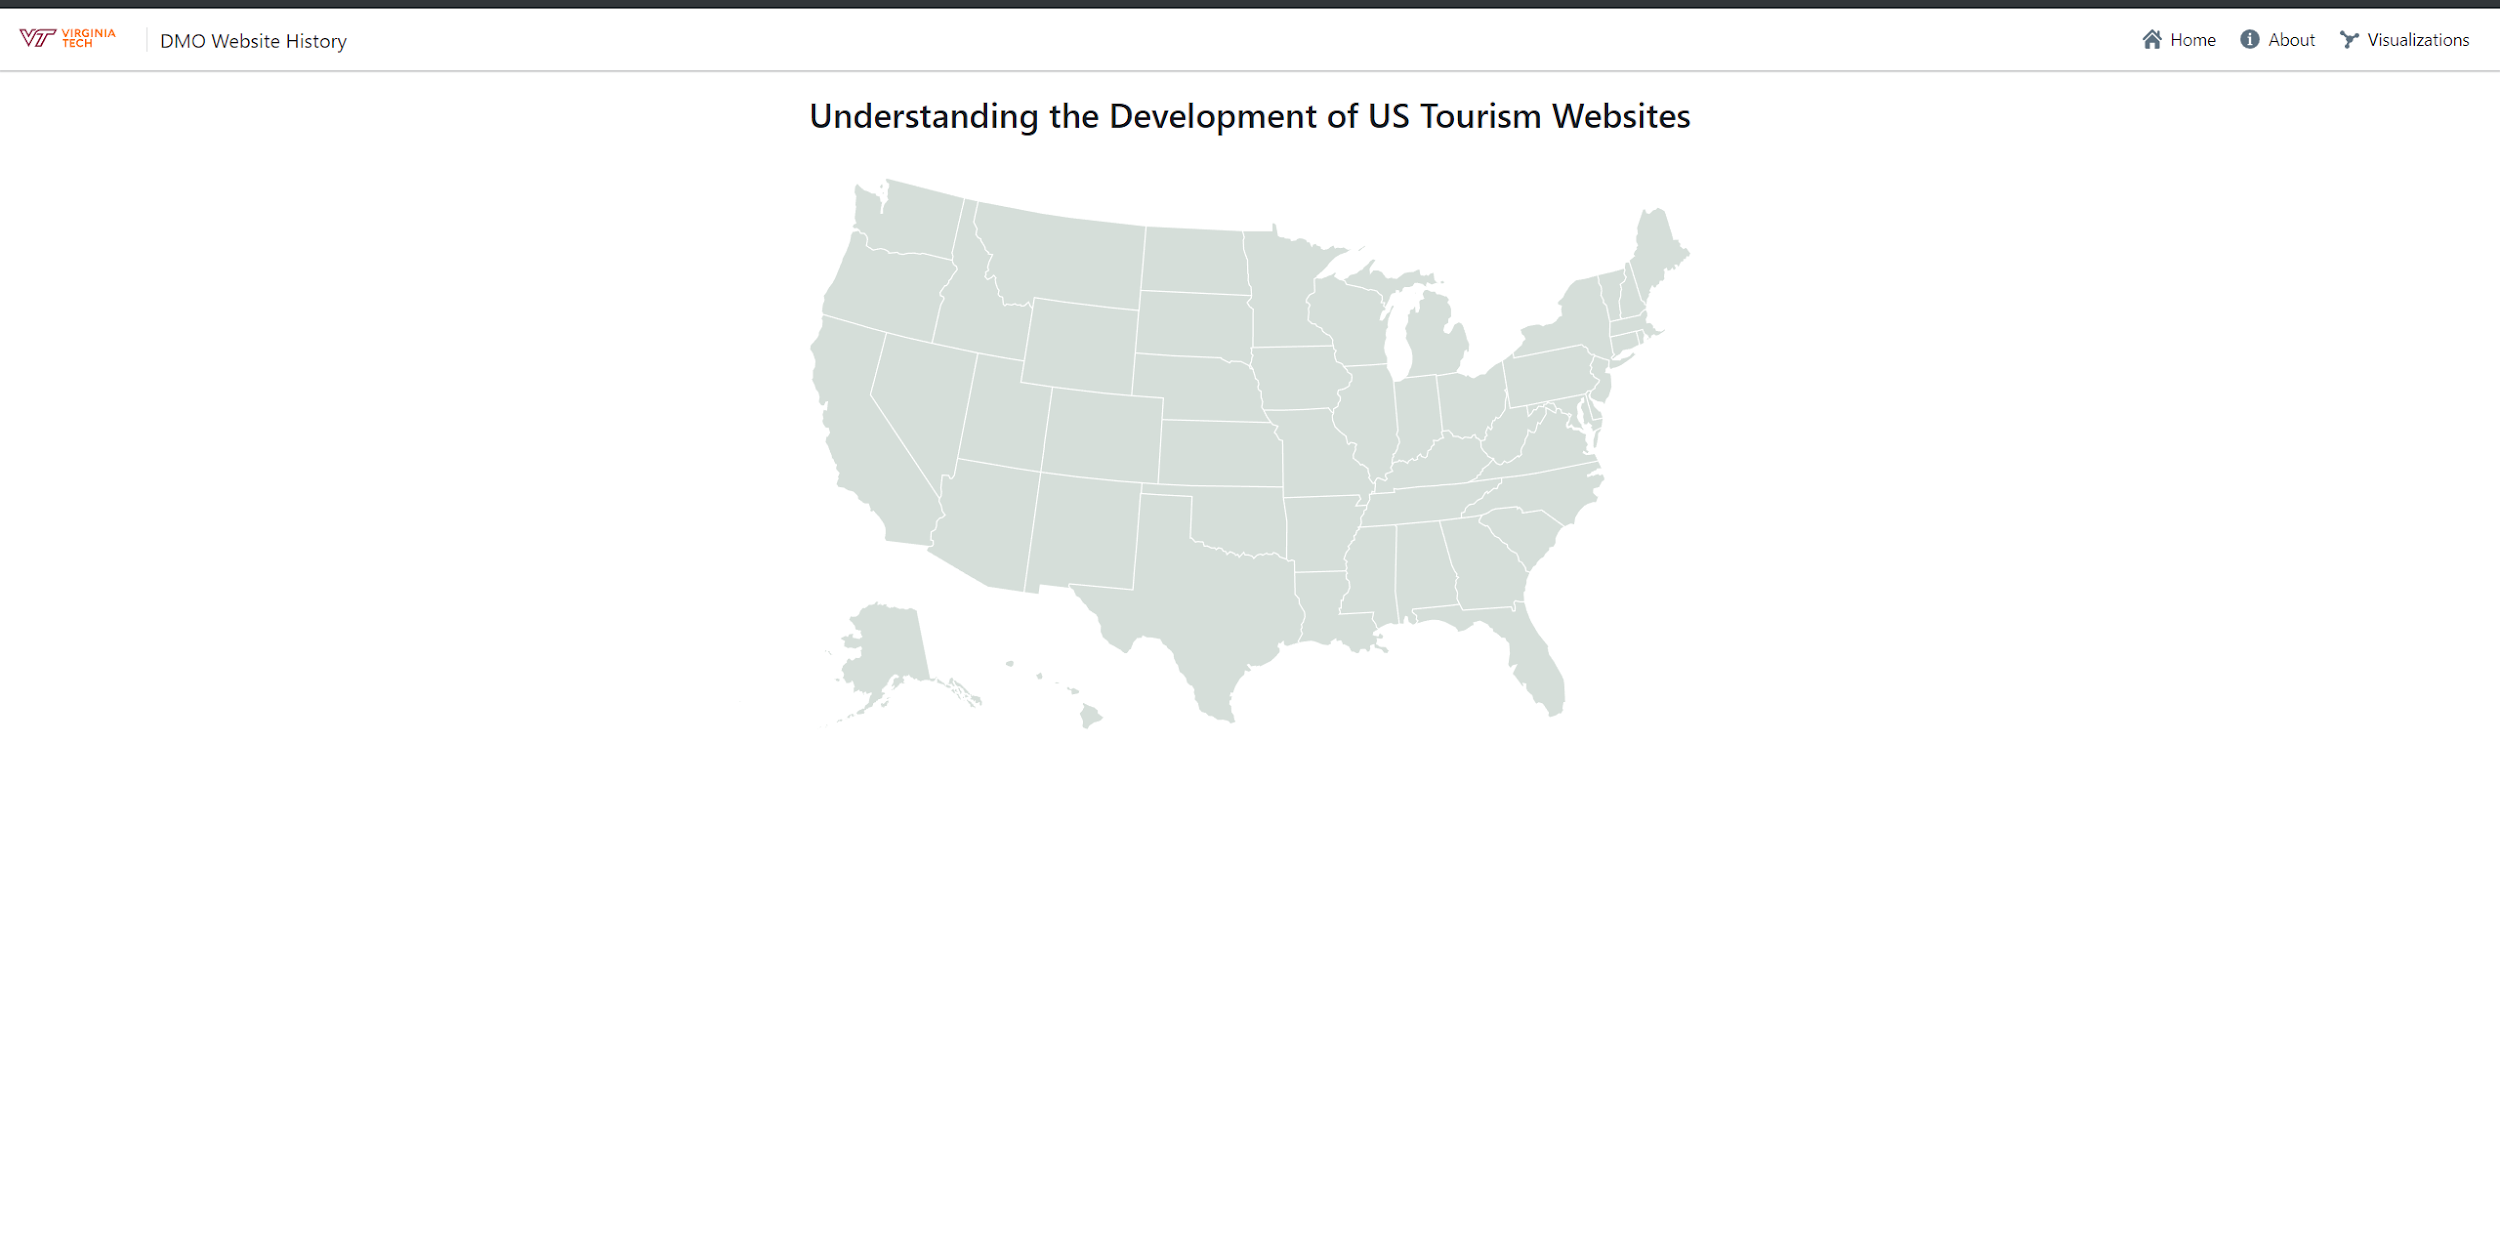 VIRGINIA
TECH
DMO Website History
Home
About
Visualizations
Understanding the Development of US Tourism Websites